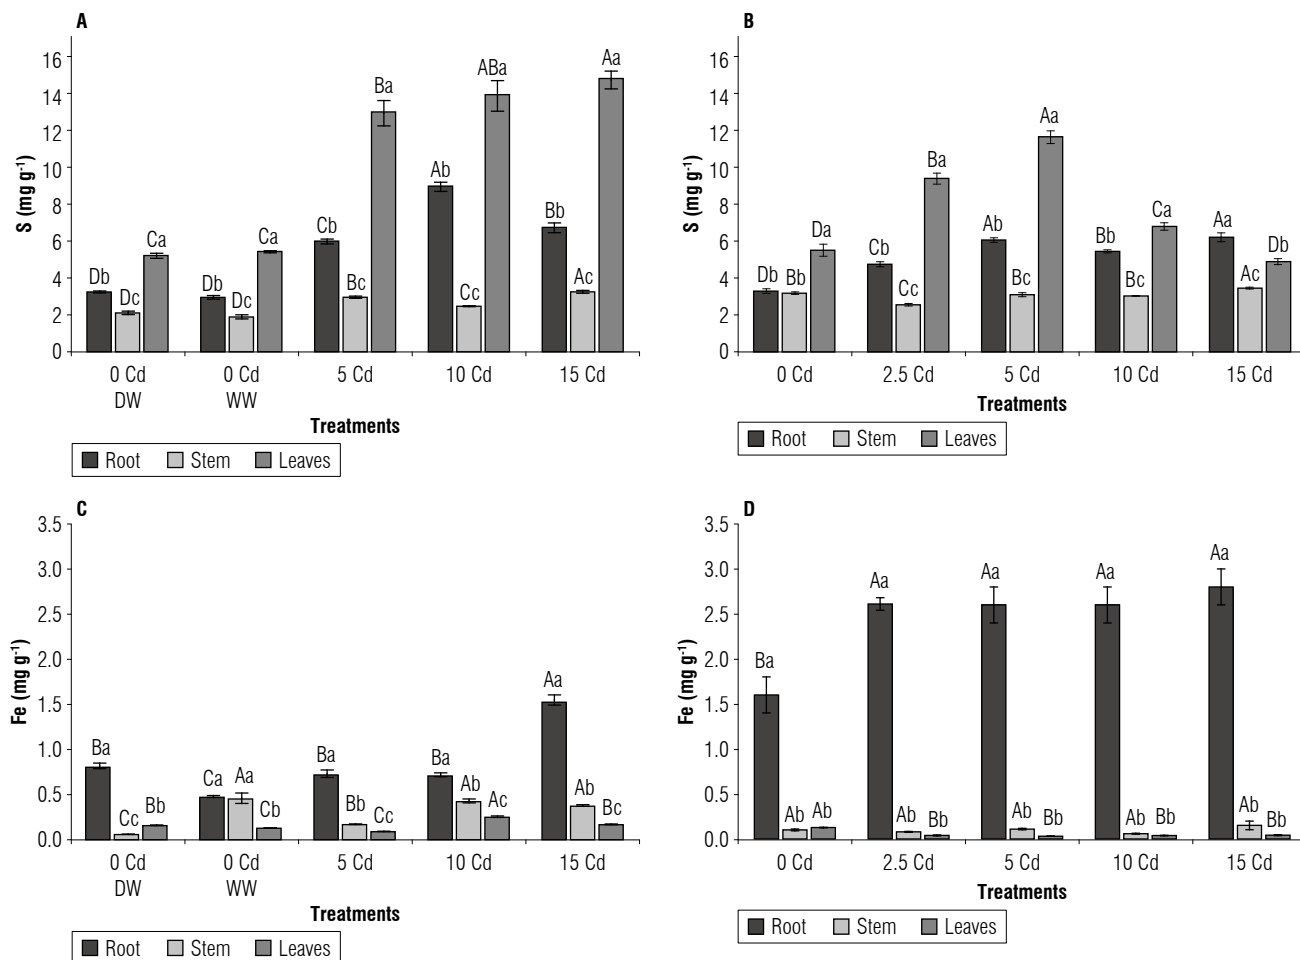 A
S (mg g-1)
16
14
12
10
8
6
4
2
0
Db
Dc
Ca
Db
Dc
Ca
Cb
Bc
Ba
Ab
Cc
ABa
Bb
Ac
Aa
0 Cd
DW
0 Cd
WW
5 Cd
10 Cd
15 Cd
Treatments
Root Stem Leaves
B
S (mg g-1)
16
14
12
10
8
6
4
2
0
Db
Bb
Da
Cb
Cc
Ba
Ab
Bc
Aa
Bb
Bc
Ca
Aa
Ac
Db
0 Cd
2.5 Cd
5 Cd
10 Cd
15 Cd
Treatments
Root Stem Leaves
C
Fe (mg g-1)
3.5
3.0
2.5
2.0
1.5
1.0
0.5
0.0
Ba
Cc
Bb
Ca
Aa
Cb
Ba
Bb
Cc
Ba
Ab
Ac
Aa
Ab
Bc
0 Cd
DW
0 Cd
WW
5 Cd
10 Cd
15 Cd
Treatments
Root Stem Leaves
D
Fe (mg g-1)
3.5
3.0
2.5
2.0
1.5
1.0
0.5
0.0
Ba
Ab
Ab
Aa
Ab
Bb
Aa
Ab
Bb
Aa
Ab
Bb
Aa
Ab
Bb
0 Cd
2.5 Cd
5 Cd
10 Cd
15 Cd
Treatments
Root Stem Leaves